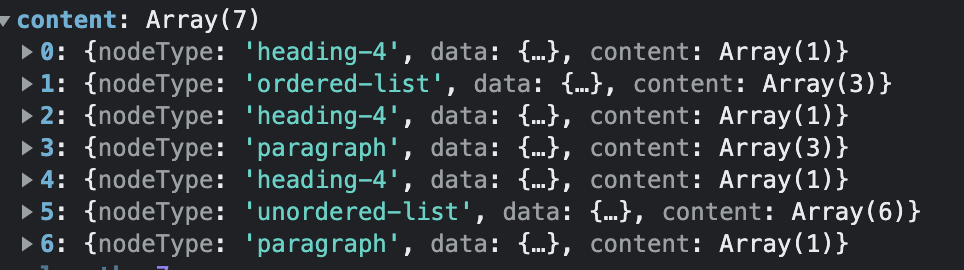 content: Array(7)
0: {nodeType: 'heading-4', data: {…}, content: Array(1)}
1: {nodeType: 'ordered-list', data: {…}, content: Array(3)}
2: {nodeType: 'heading-4', data: {…}, content: Array(1)}
3: {nodeType: 'paragraph', data: {…}, content: Array(3)}
4: {nodeType: 'heading-4', data: {…}, content: Array(1)}
5: {nodeType: 'unordered-list', data: {…}, content: Array(6)}
6: {nodeType: 'paragraph', data: {…}, content: Array(1)}